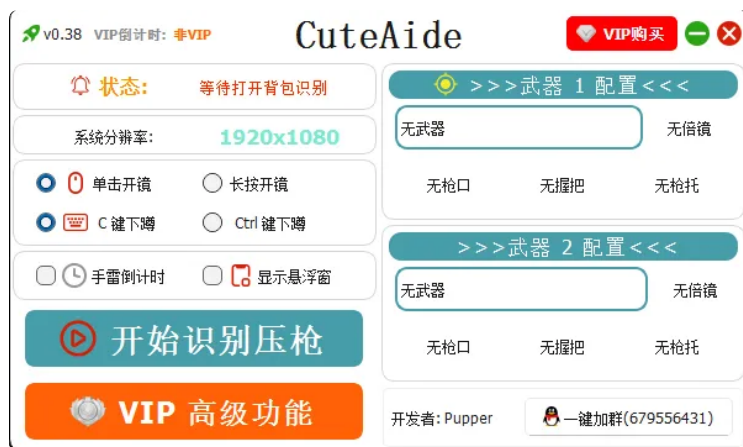 v0.38 VIP倒计时: 非VIP
CuteAide
VIP购买
状态: 等待打开背包识别
系统分辨率: 1920x1080
单击开镜 长按开镜
C 键下蹲 Ctrl 键下蹲
手雷倒计时 显示悬浮窗
开始识别压枪
VIP 高级功能
>>>武器 1 配置<<<
无武器 无倍镜
无枪口 无握把 无枪托
>>>武器 2 配置<<<
无武器 无倍镜
无枪口 无握把 无枪托
开发者: Pupper 一键加群(679556431)